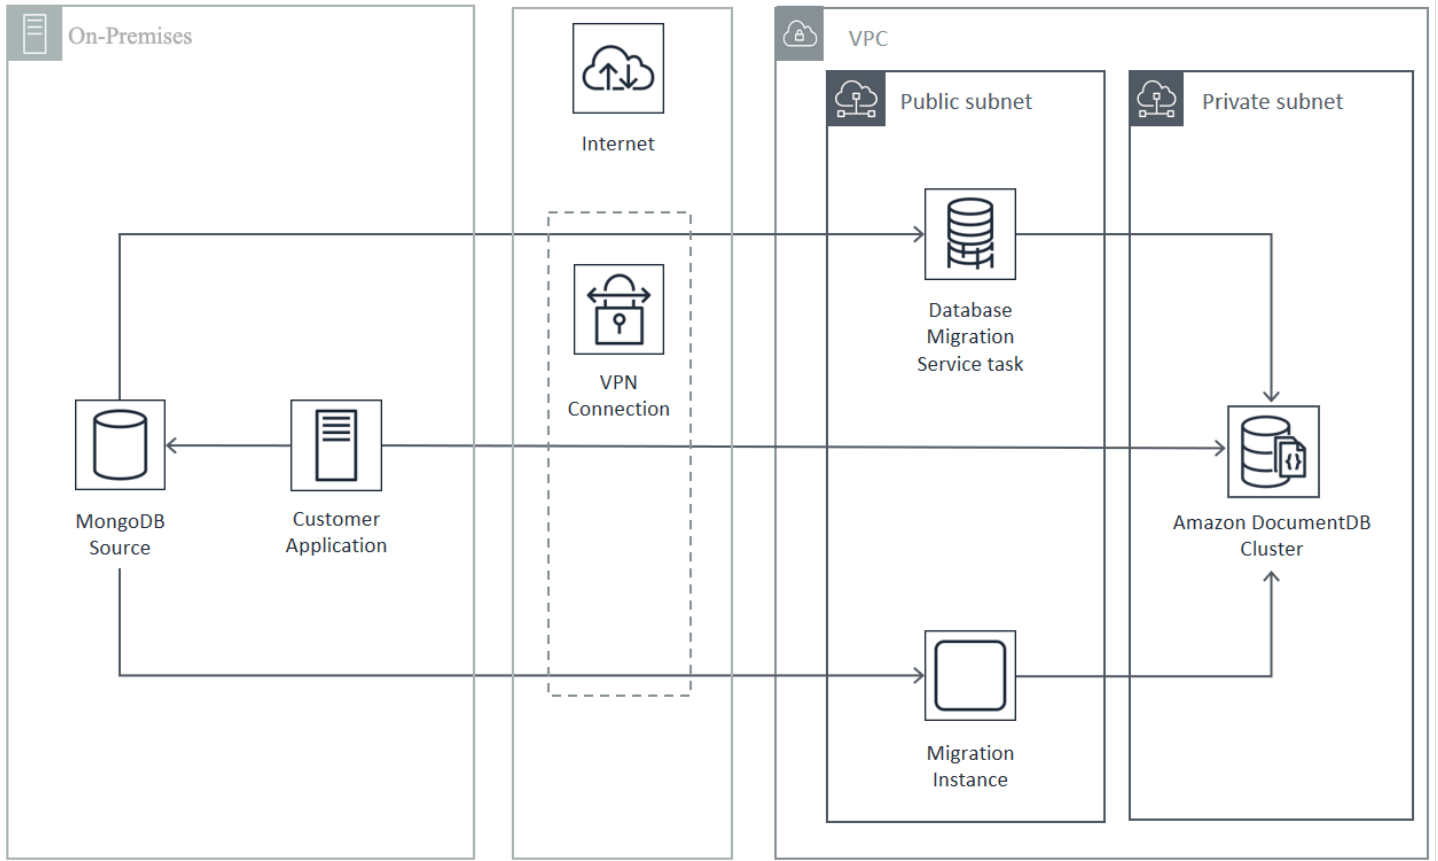 On-Premises
Internet
VPC
Public subnet
Private subnet
Database
Migration
Service task
VPN
Connection
MongoDB
Source
Customer
Application
{}
Amazon DocumentDB
Cluster
Migration
Instance